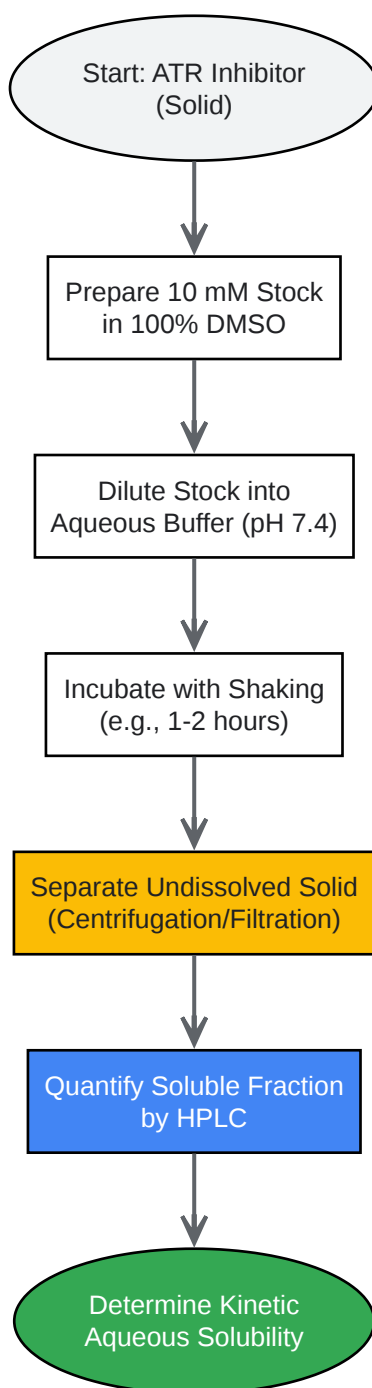 Start: ATR Inhibitor
(Solid)
Prepare 10 mM Stock
in 100% DMSO
Dilute Stock into
Aqueous Buffer (pH 7.4)
Incubate with Shaking
(e.g., 1-2 hours)
Separate Undissolved Solid
(Centrifugation/Filtration)
Quantify Soluble Fraction
by HPLC
Determine Kinetic
Aqueous Solubility